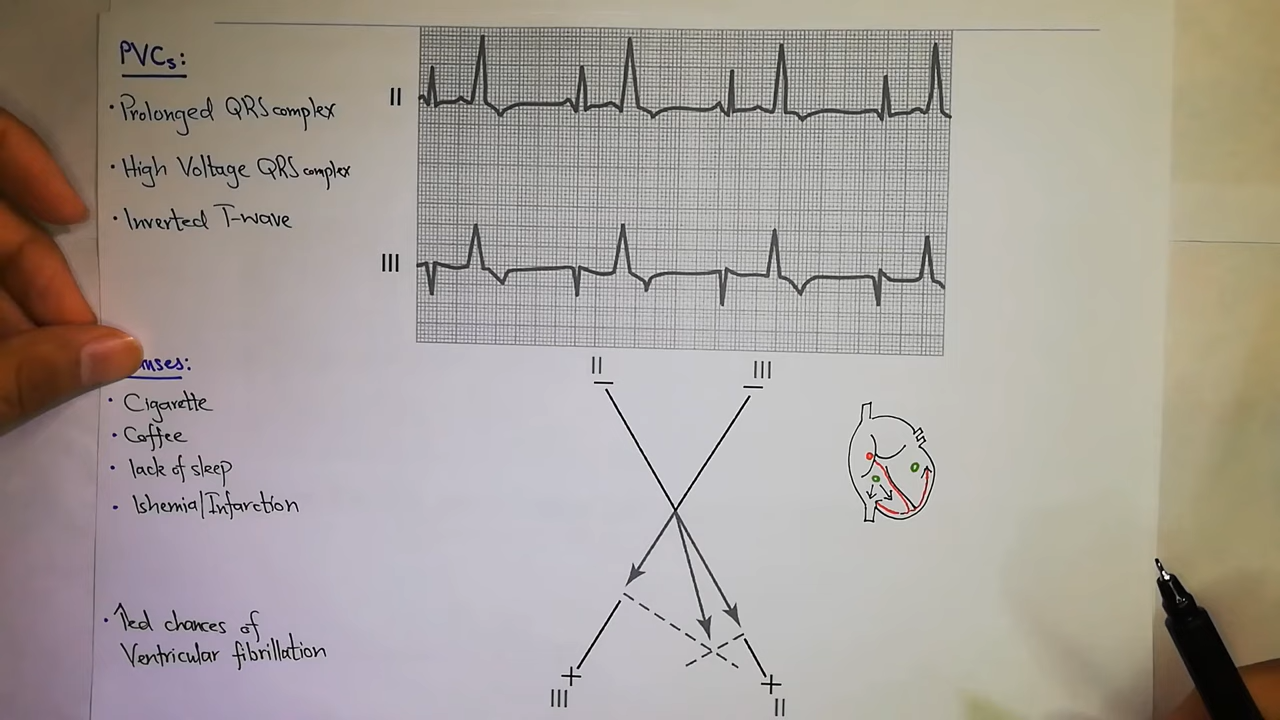 PVCs:
· Prolonged QRS complex
· High Voltage QRS complex
· Inverted T-wave
II
III
uses:
· Cigarette
· Coffee
· lack of sleep
· Ishemia/Infarction
· ↑ed chances of
Ventricular fibrillation
II
III
−
−
+
III
+
II